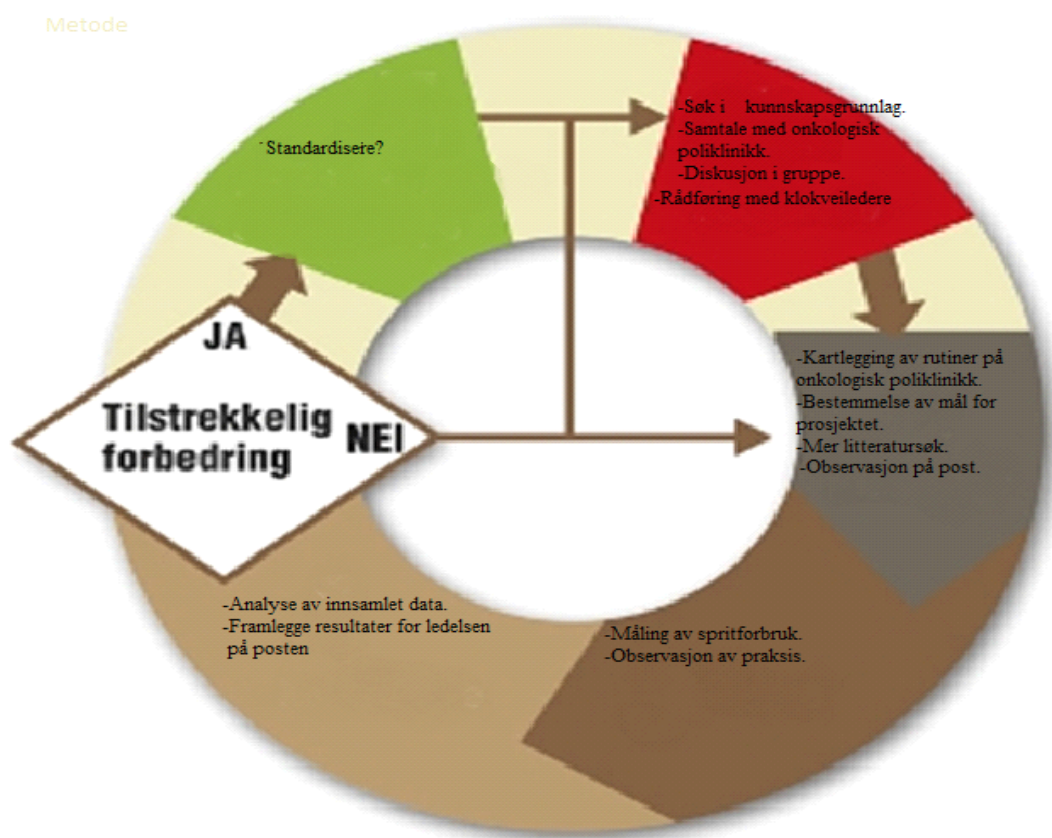 Metode
Standardisere?
-Søk i kunnskapsgrunnlag.
-Samtale med onkologisk
poliklinikk.
-Diskusjon i gruppe.
-Rådføring med klokveiledere
-Kartlegging av rutiner på
onkologisk poliklinikk.
-Bestemmelse av mål for
prosjektet.
-Mer litteratursøk.
-Observasjon på post.
-Måling av spritforbruk.
-Observasjon av praksis.
-Analyse av innsamlet data.
-Framlegge resultater for ledelsen
på posten
JA
Tilstrekkelig
forbedring
NEI